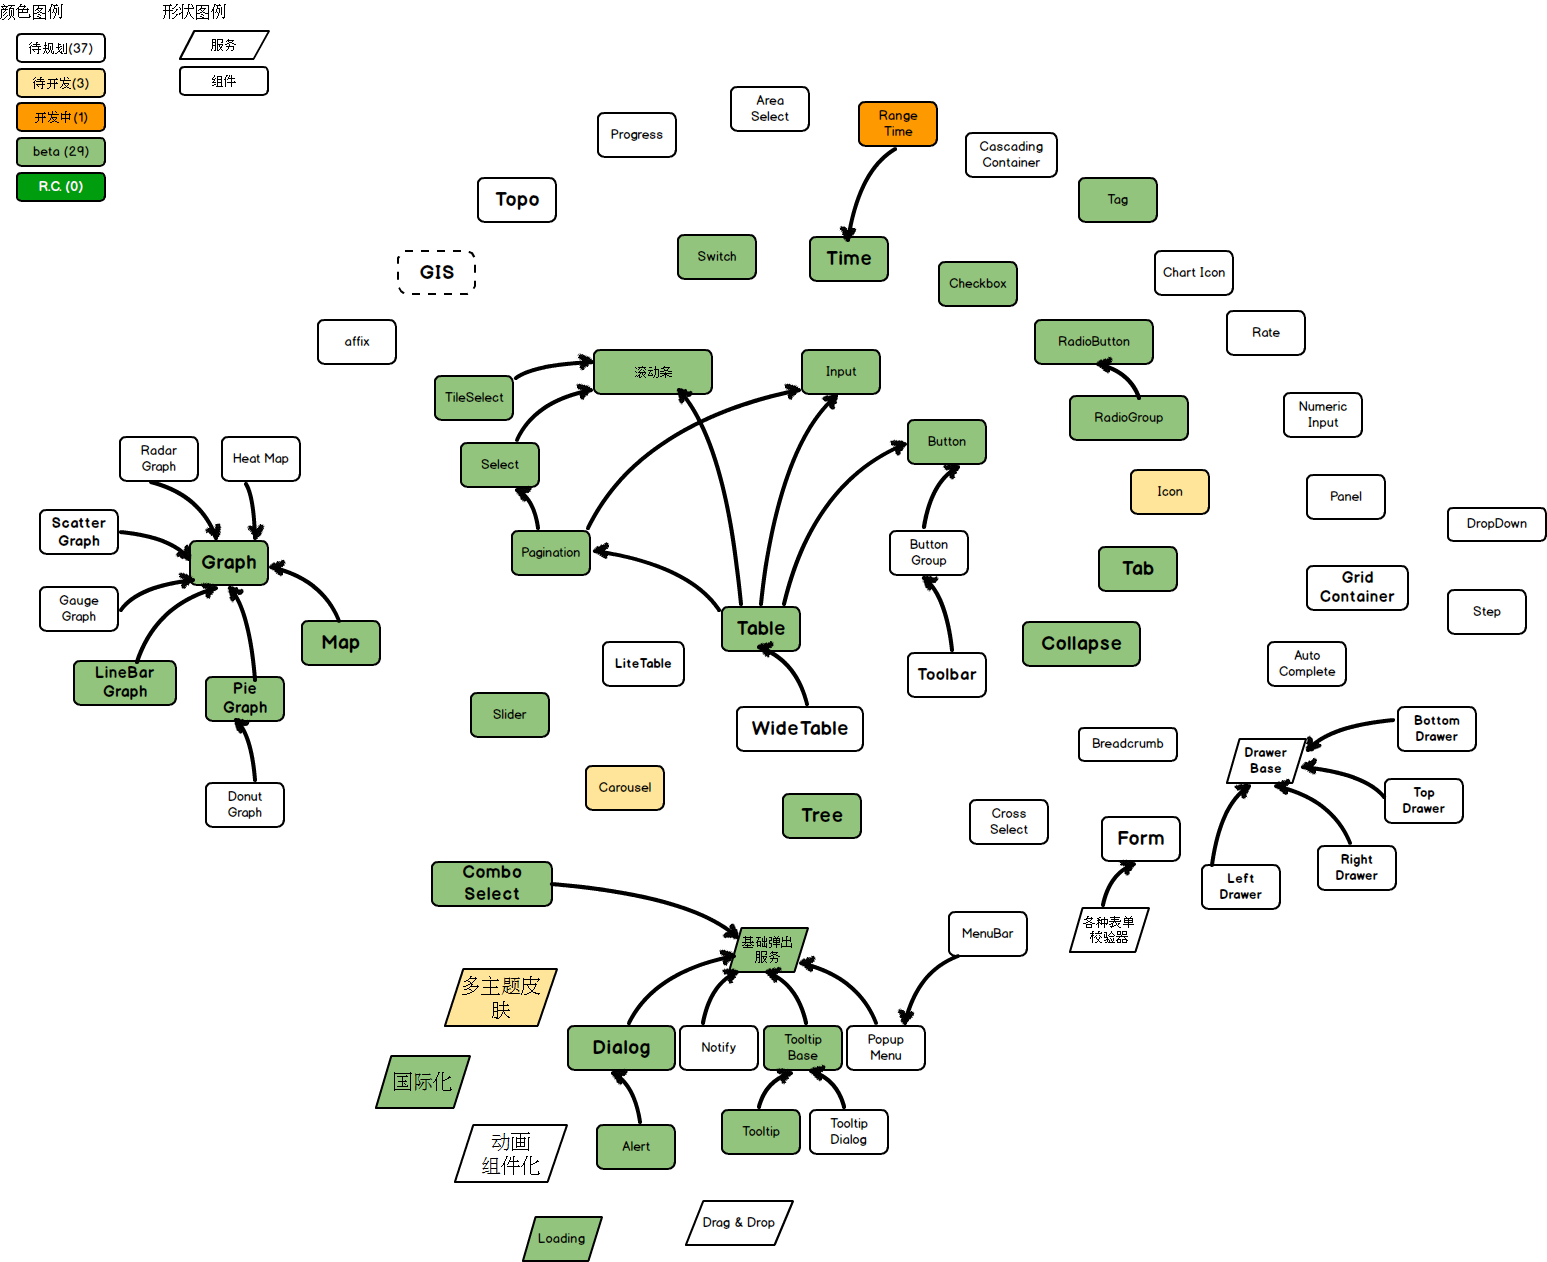 颜色图例
形状图例
待规划(37)
服务
待开发(3)
组件
开发中(1)
beta (29)
R.C. (0)
Area
Select
Progress
Range
Time
Cascading
Container
Topo
Tag
Switch
Time
GIS
Checkbox
Chart Icon
affix
RadioButton
Rate
滚动条
Input
TileSelect
RadioGroup
Numeric
Input
Button
Radar
Graph
Heat Map
Select
Icon
Panel
Scatter
Graph
DropDown
Graph
Pagination
Button
Group
Tab
Grid
Container
Gauge
Graph
Step
Map
Table
Collapse
LiteTable
Auto
Complete
LineBar
Graph
Toolbar
Pie
Graph
Slider
WideTable
Breadcrumb
Bottom
Drawer
Drawer
Base
Carousel
Donut
Graph
Tree
Cross
Select
Top
Drawer
Form
Combo
Select
Right
Drawer
Left
Drawer
各种表单
校验器
MenuBar
基础弹出
服务
多主题皮
肤
Dialog
Notify
Tooltip
Base
Popup
Menu
国际化
动画
组件化
Alert
Tooltip
Tooltip
Dialog
Drag & Drop
Loading